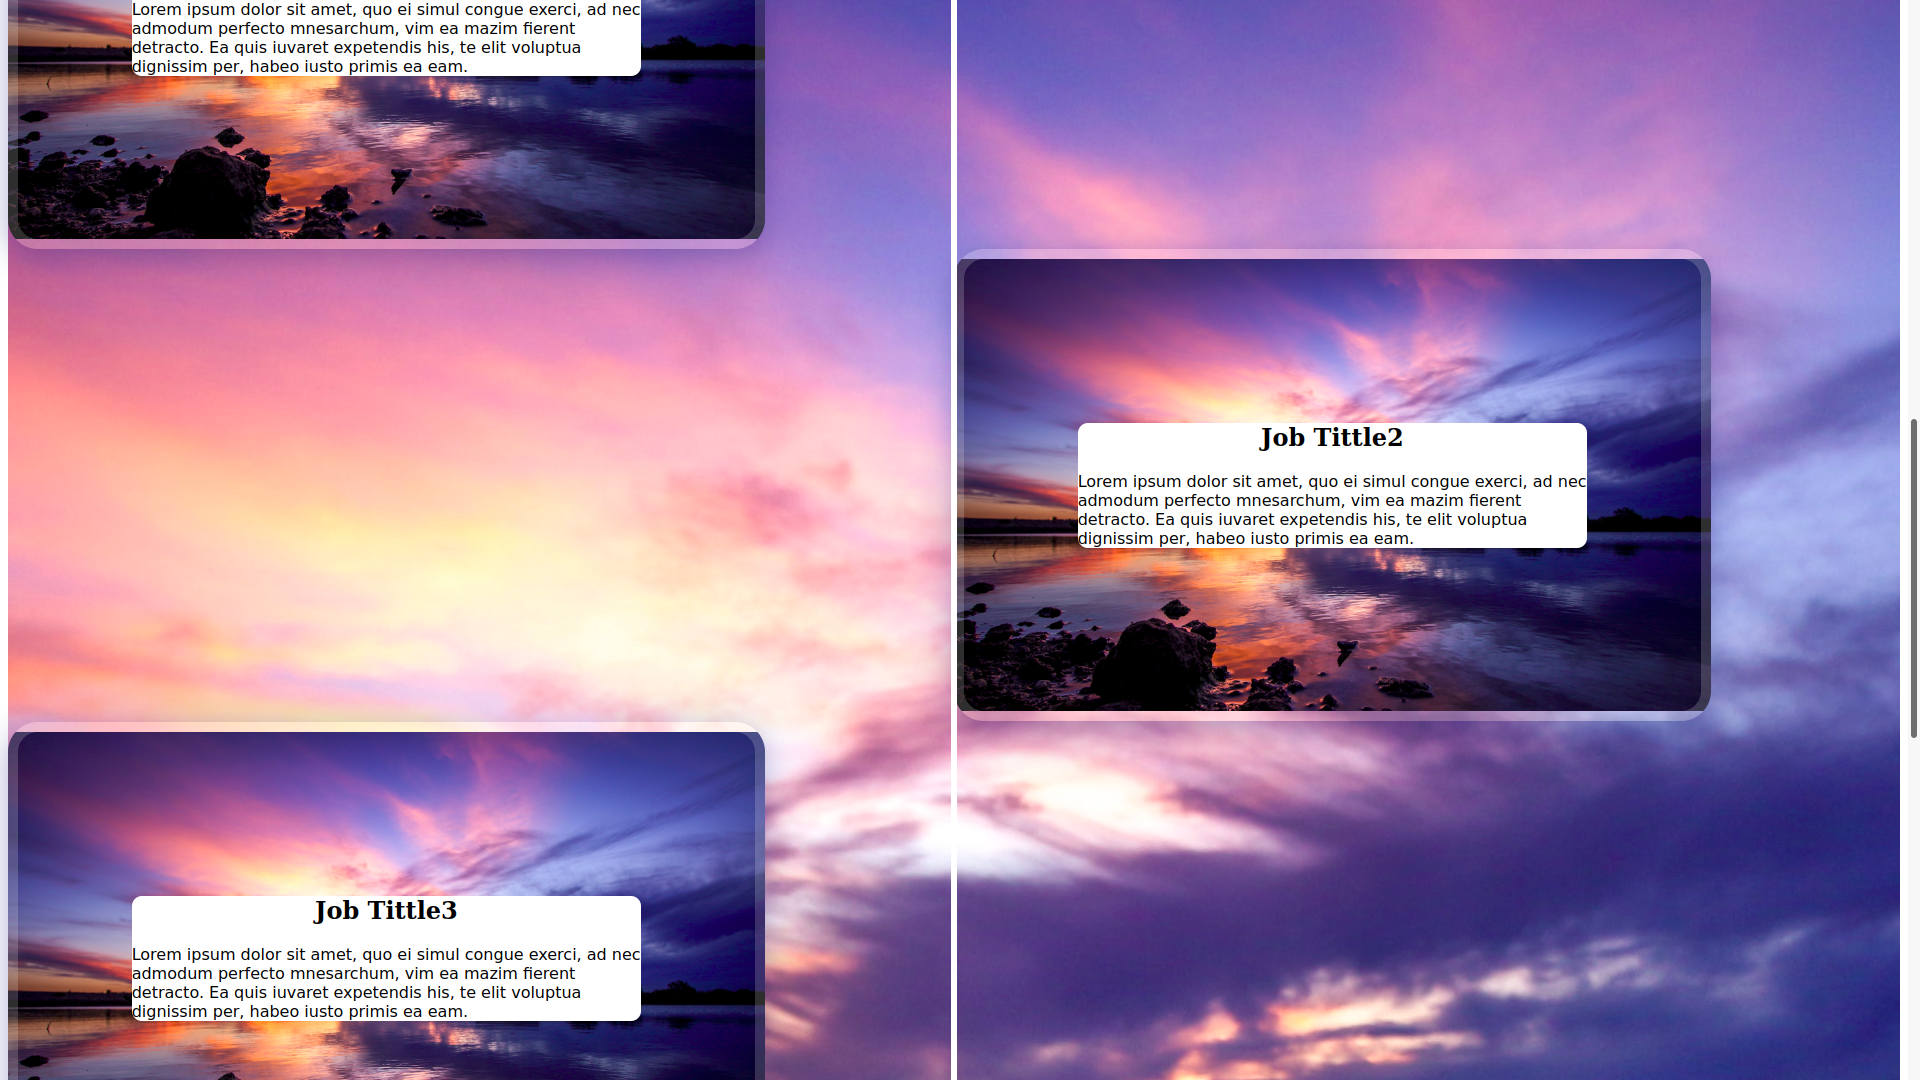 Lorem ipsum dolor sit amet, quo ei simul congue exerci, ad nec
admodum perfecto mnesarchum, vim ea mazim fierent
detracto. Ea quis iuvaret expetendis his, te elit voluptua
dignissim per, habeo iusto primis ea eam.
Job Tittle2
Lorem ipsum dolor sit amet, quo ei simul congue exerci, ad nec
admodum perfecto mnesarchum, vim ea mazim fierent
detracto. Ea quis iuvaret expetendis his, te elit voluptua
dignissim per, habeo iusto primis ea eam.
Job Tittle3
Lorem ipsum dolor sit amet, quo ei simul congue exerci, ad nec
admodum perfecto mnesarchum, vim ea mazim fierent
detracto. Ea quis iuvaret expetendis his, te elit voluptua
dignissim per, habeo iusto primis ea eam.